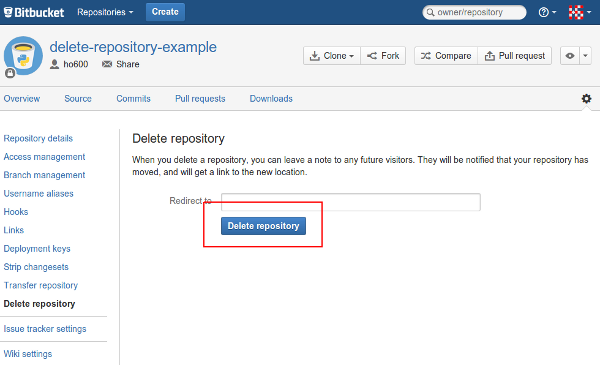 Bitbucket Repositories Create owner/repository
delete-repository-example
ho600 Share
Clone Fork Compare Pull request
Overview Source Commits Pull requests Downloads
Repository details
Access management
Branch management
Username aliases
Hooks
Links
Deployment keys
Strip changesets
Transfer repository
Delete repository
Issue tracker settings
Wiki settings
Delete repository
When you delete a repository, you can leave a note to any future visitors. They will be notified that your repository has
moved, and will get a link to the new location.
Redirect to
Delete repository